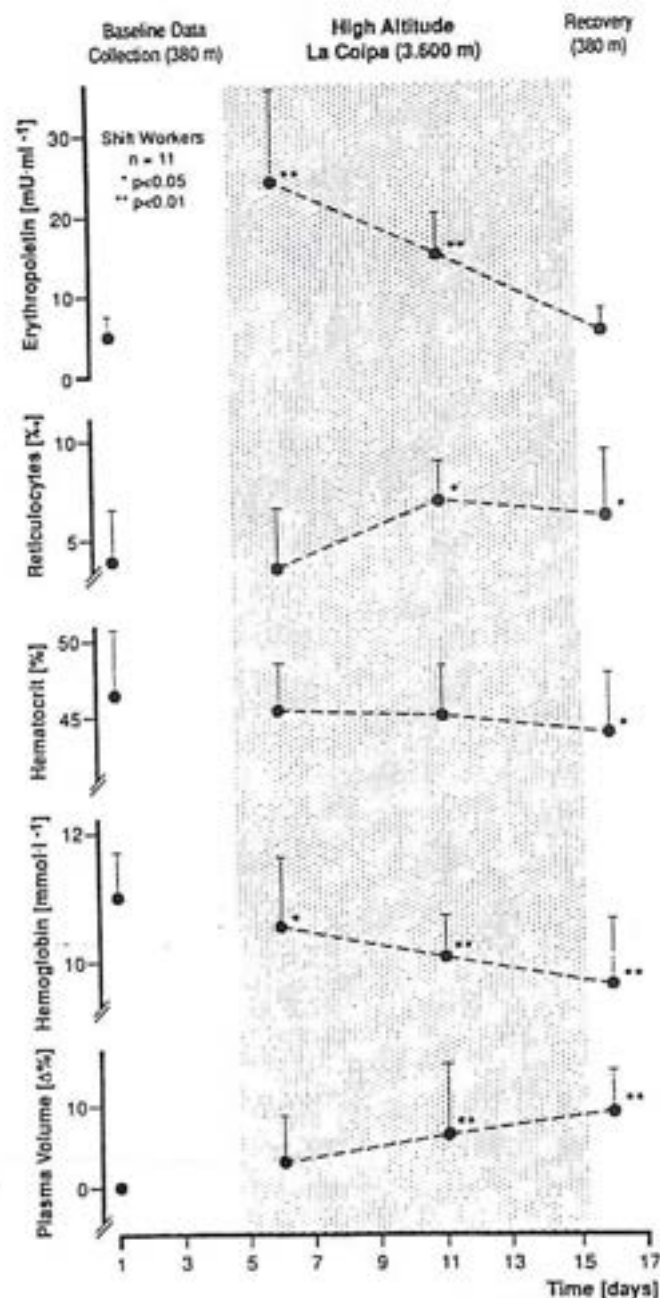 Baseline Data
Collection (380 m)
High Altitude
La Coipa (3.500 m)
Recovery
(380 m)
Shift Workers
n = 11
* p<0.05
** p<0.01
Erythropoietin [mU·ml⁻¹]
30
20
10
0
**
**
Reticulocytes [‰]
10
5
*
*
Hematocrit [%]
50
45
*
Hemoglobin [mmol·l⁻¹]
12
10
*
**
**
Plasma Volume [Δ%]
10
0
**
**
1 3 5 7 9 11 13 15 17
Time [days]